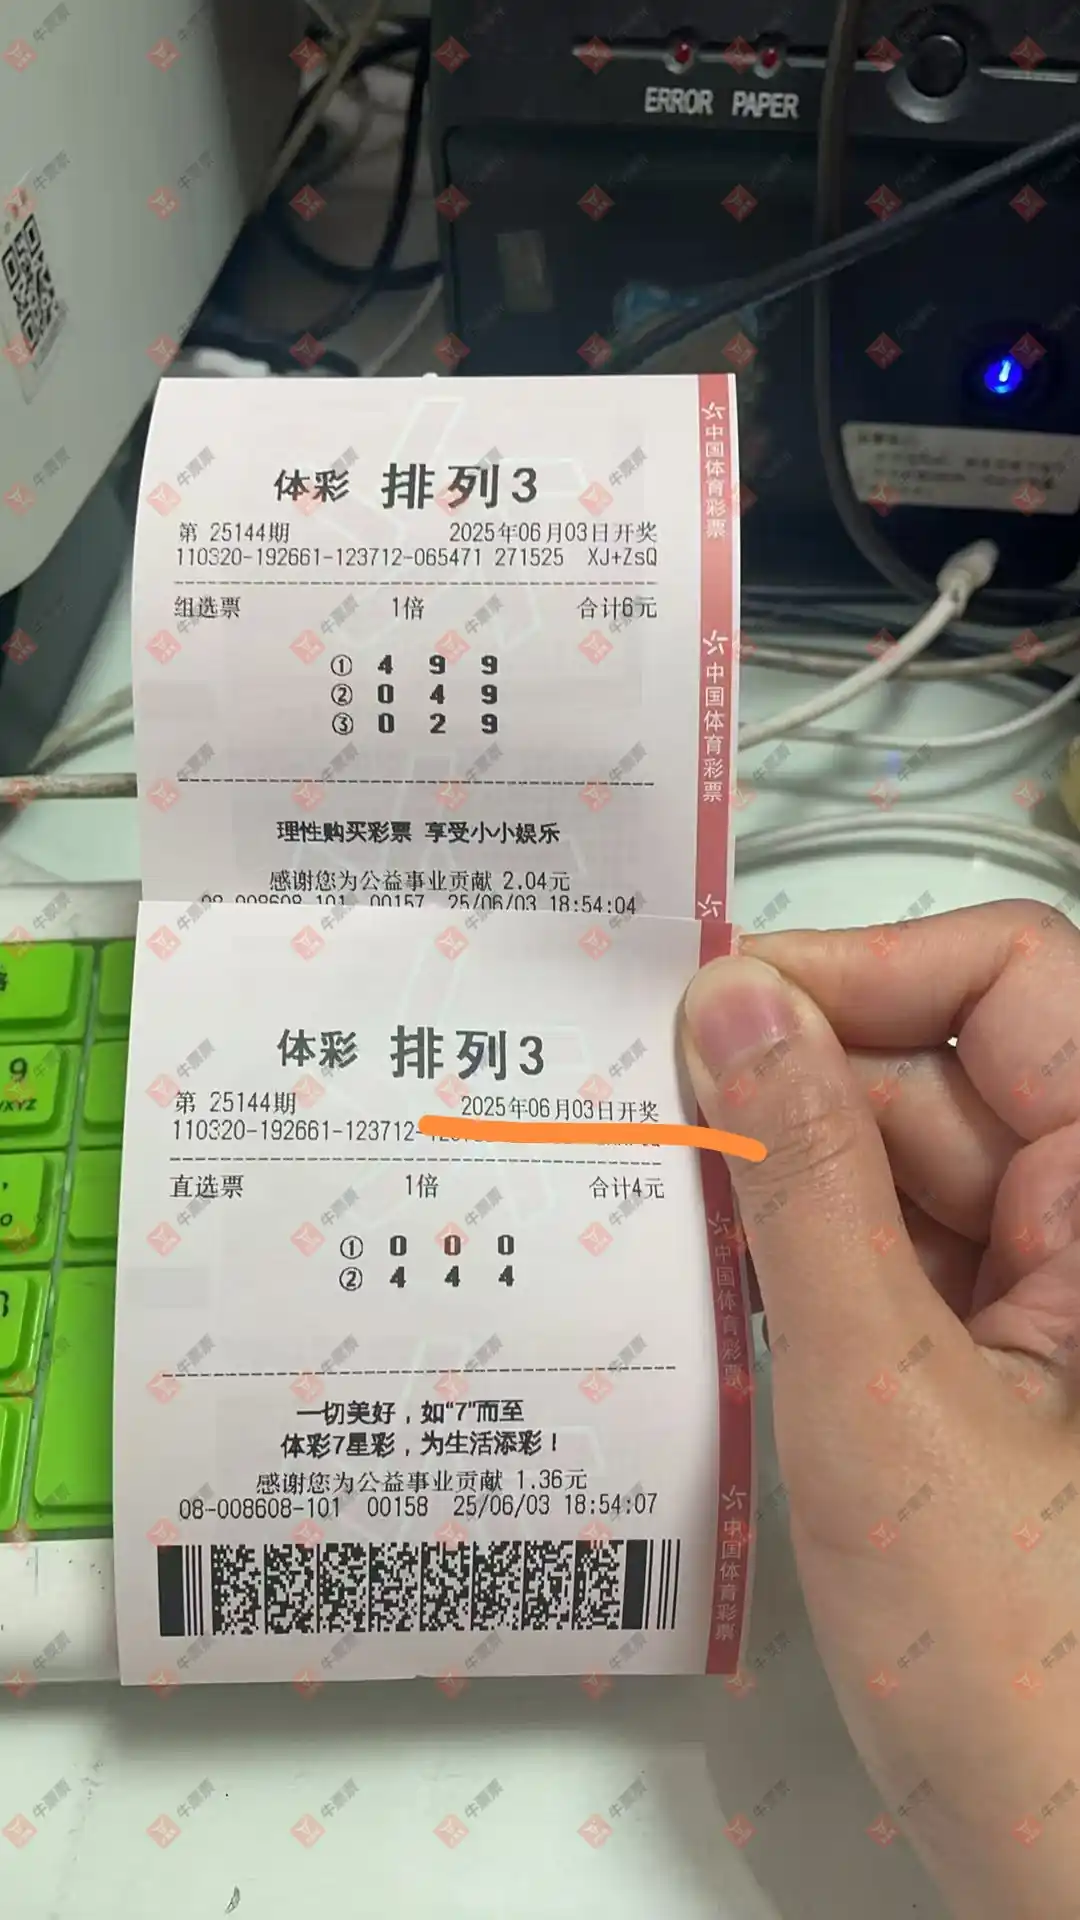 ERROR PAPER
体彩 排列3
第 25144期 2025年06月03日开奖
110320-192661-123712-065471 271525 XJ+ZsQ
组选票 1倍 合计6元
① 4 9 9
② 0 4 9
③ 0 2 9
理性购买彩票 享受小小娱乐
感谢您为公益事业贡献 2.04元
08-008608-101 00157 25/06/03 18:54:04
中国体育彩票
中国体育彩票
体彩 排列3
第 25144期 2025年06月03日开奖
110320-192661-123712-
直选票 1倍 合计4元
① 0 0 0
② 4 4 4
一切美好，如“7”而至
体彩7星彩，为生活添彩！
感谢您为公益事业贡献 1.36元
08-008608-101 00158 25/06/03 18:54:07
中国体育彩票
中国体育彩票
9
牛票票